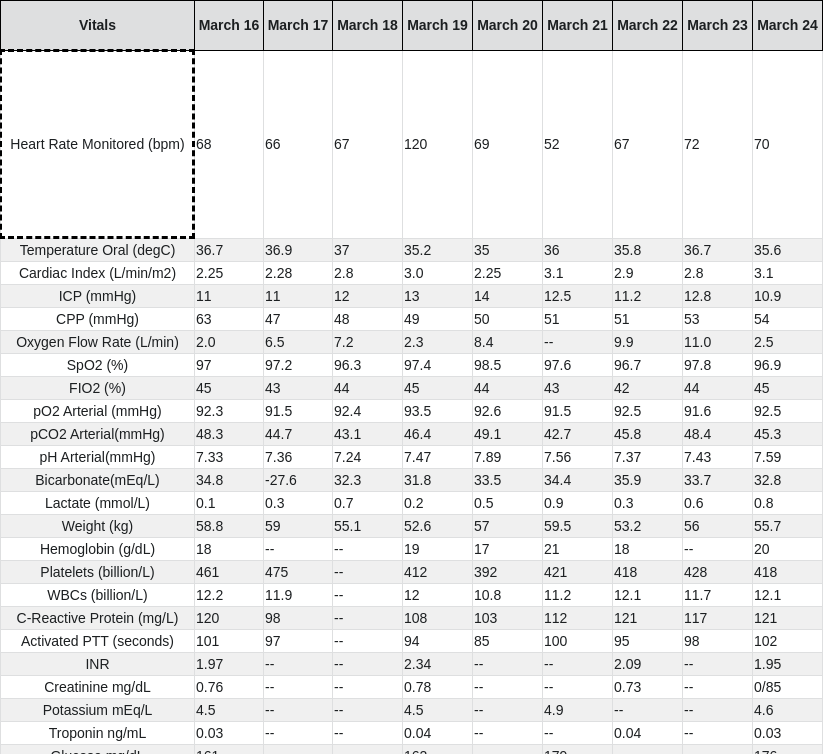 Vitals March 16 March 17 March 18 March 19 March 20 March 21 March 22 March 23 March 24
Heart Rate Monitored (bpm) 68 66 67 120 69 52 67 72 70
Temperature Oral (degC) 36.7 36.9 37 35.2 35 36 35.8 36.7 35.6
Cardiac Index (L/min/m2) 2.25 2.28 2.8 3.0 2.25 3.1 2.9 2.8 3.1
ICP (mmHg) 11 11 12 13 14 12.5 11.2 12.8 10.9
CPP (mmHg) 63 47 48 49 50 51 51 53 54
Oxygen Flow Rate (L/min) 2.0 6.5 7.2 2.3 8.4 -- 9.9 11.0 2.5
SpO2 (%) 97 97.2 96.3 97.4 98.5 97.6 96.7 97.8 96.9
FIO2 (%) 45 43 44 45 44 43 42 44 45
pO2 Arterial (mmHg) 92.3 91.5 92.4 93.5 92.6 91.5 92.5 91.6 92.5
pCO2 Arterial(mmHg) 48.3 44.7 43.1 46.4 49.1 42.7 45.8 48.4 45.3
pH Arterial(mmHg) 7.33 7.36 7.24 7.47 7.89 7.56 7.37 7.43 7.59
Bicarbonate(mEq/L) 34.8 -27.6 32.3 31.8 33.5 34.4 35.9 33.7 32.8
Lactate (mmol/L) 0.1 0.3 0.7 0.2 0.5 0.9 0.3 0.6 0.8
Weight (kg) 58.8 59 55.1 52.6 57 59.5 53.2 56 55.7
Hemoglobin (g/dL) 18 -- -- 19 17 21 18 -- 20
Platelets (billion/L) 461 475 -- 412 392 421 418 428 418
WBCs (billion/L) 12.2 11.9 -- 12 10.8 11.2 12.1 11.7 12.1
C-Reactive Protein (mg/L) 120 98 -- 108 103 112 121 117 121
Activated PTT (seconds) 101 97 -- 94 85 100 95 98 102
INR 1.97 -- -- 2.34 -- -- 2.09 -- 1.95
Creatinine mg/dL 0.76 -- -- 0.78 -- -- 0.73 -- 0/85
Potassium mEq/L 4.5 -- -- 4.5 -- 4.9 -- -- 4.6
Troponin ng/mL 0.03 -- -- 0.04 -- -- 0.04 -- 0.03